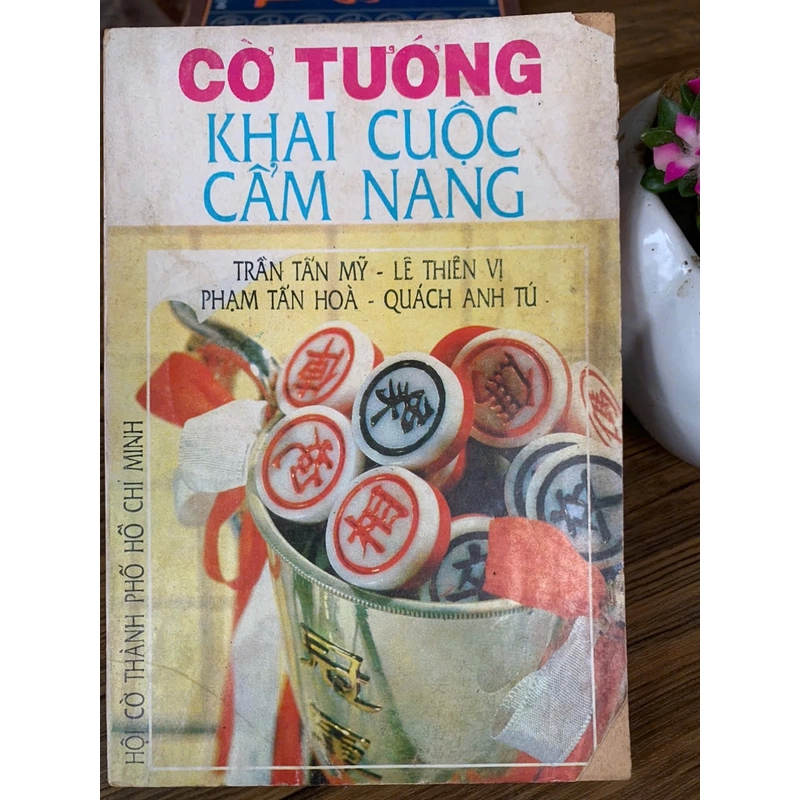 CỜ TƯỚNG
KHAI CUỘC
CẨM NANG
TRẦN TẤN MỸ - LÊ THIÊN VỊ
PHẠM TẤN HOÀ - QUÁCH ANH TÚ
HỘI CỜ THÀNH PHỐ HỒ CHÍ MINH
相